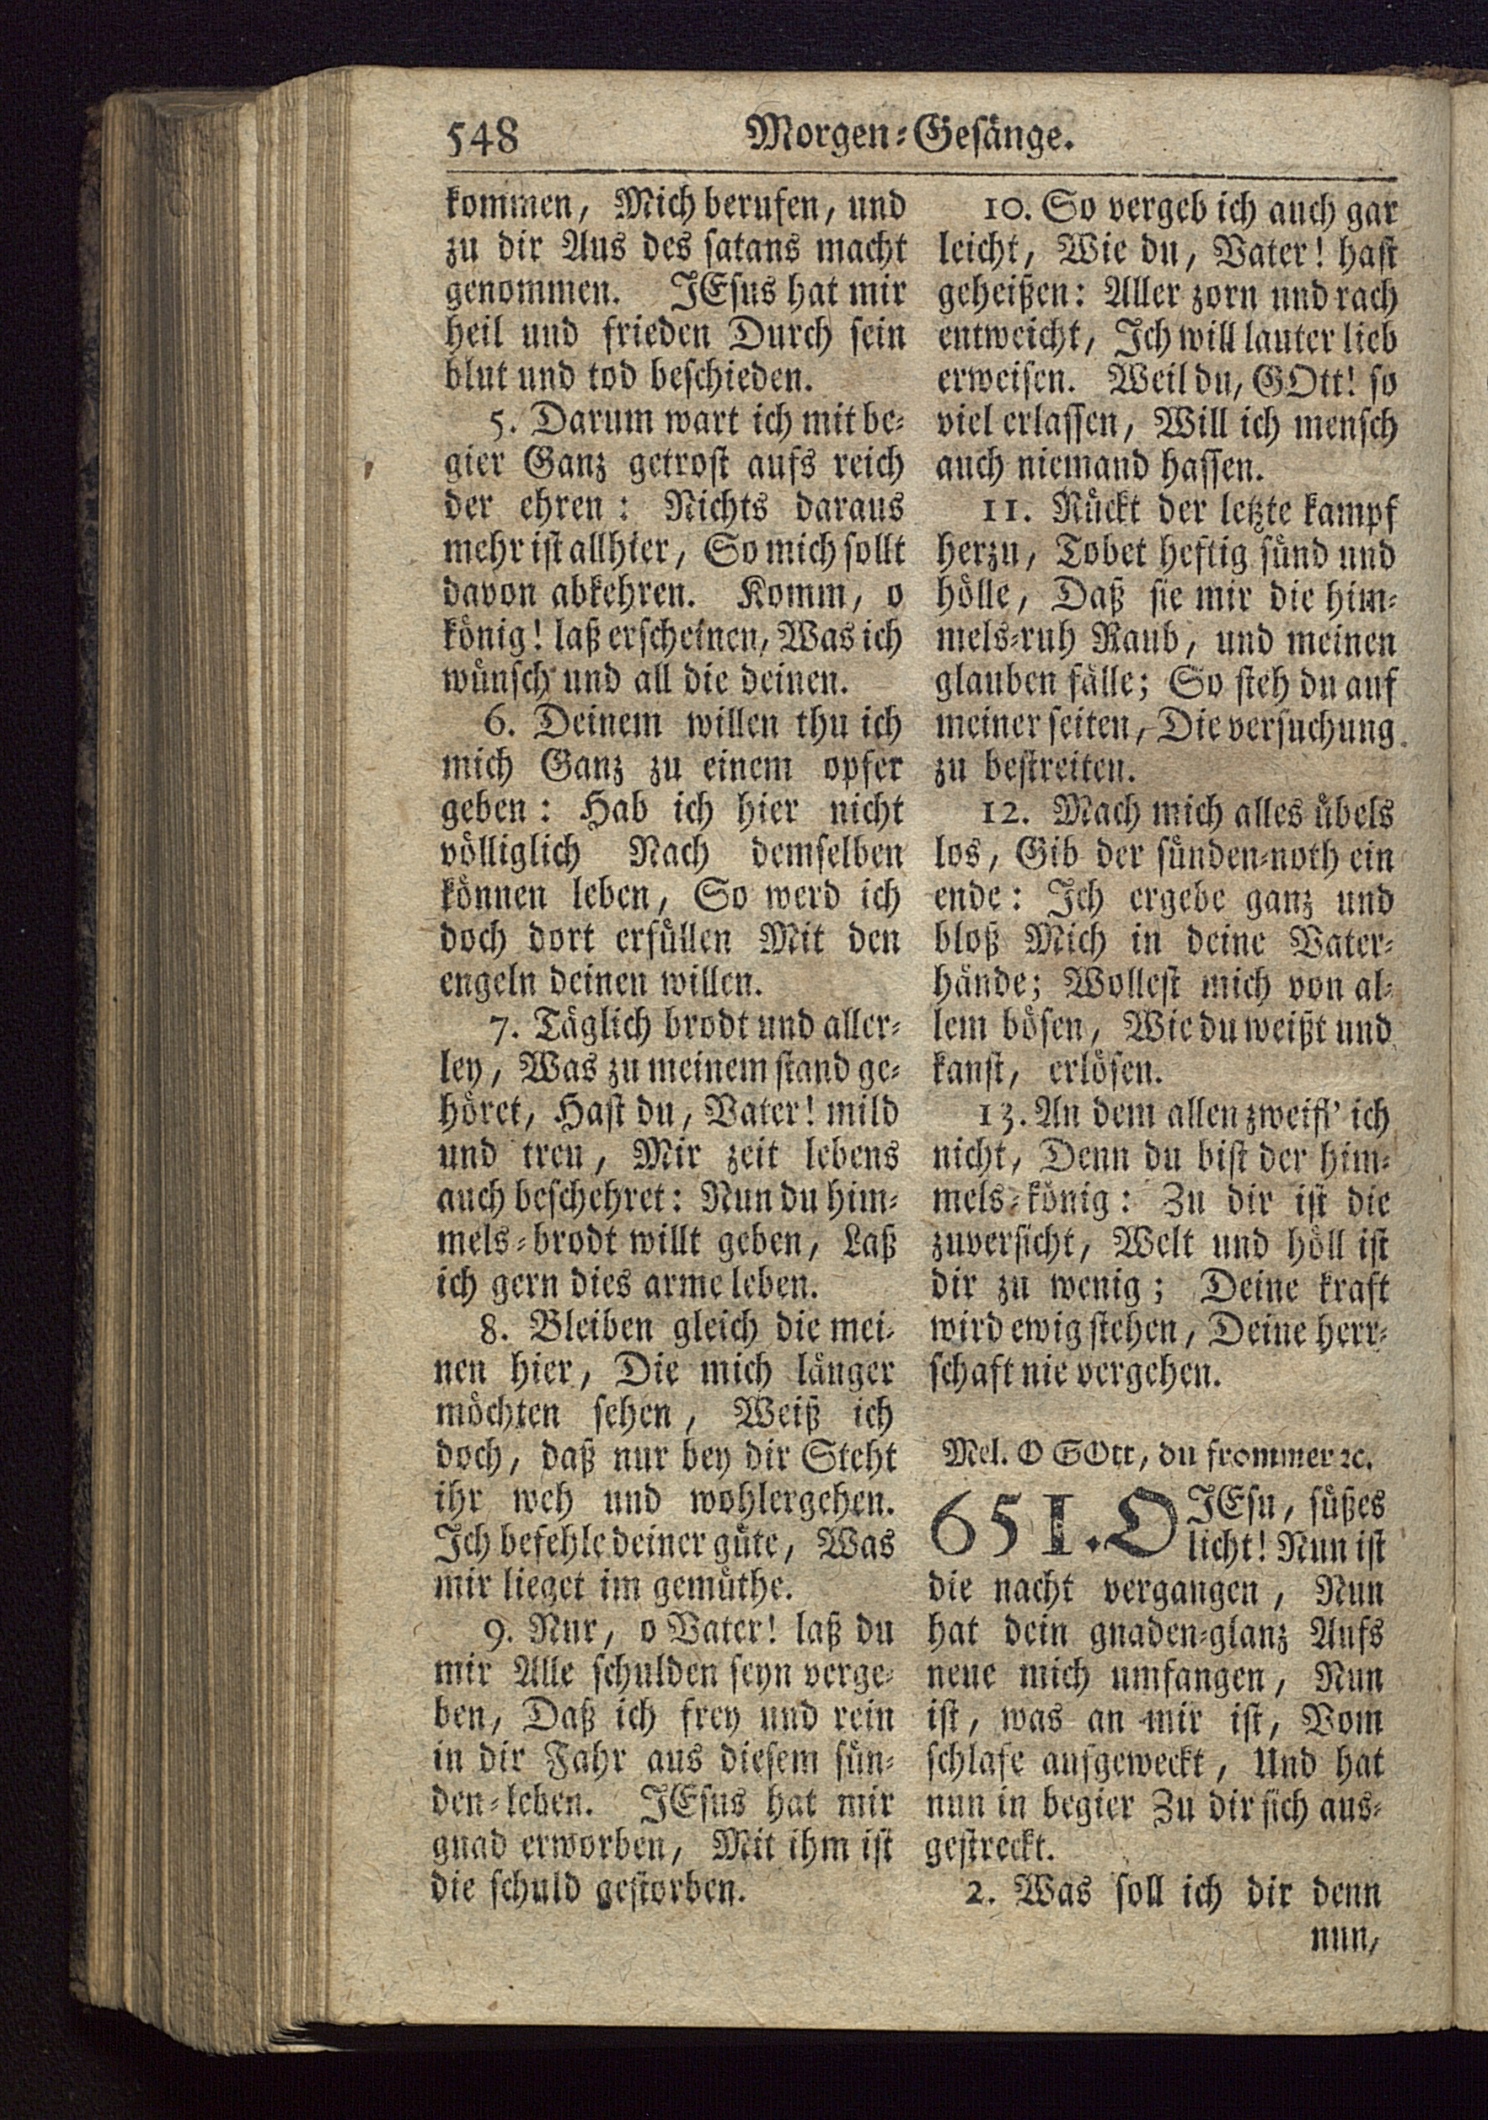 548 Morgen-Gesänge.
kommen, Mich berufen, und
zu dir Aus des satans macht
genommen. JEsus hat mir
heil und frieden Durch sein
blut und tod beschieden.
5. Darum wart ich mit be-
gier Ganz getrost aufs reich
der ehren: Nichts daraus
mehr ist allhier, So mich sollt
davon abkehren. Komm, o
könig! laß erscheinen, Was ich
wünsch und all die deinen.
6. Deinem willen thu ich
mich Ganz zu einem opfer
geben: Hab ich hier nicht
völliglich Nach demselben
können leben, So werd ich
doch dort erfüllen Mit den
engeln deinen willen.
7. Täglich brodt und aller-
ley, Was zu meinem stand ge-
höret, Hast du, Vater! mild
und treu, Mir zeit lebens
auch beschehret: Nun du him-
mels-brodt willt geben, Laß
ich gern dies arme leben.
8. Bleiben gleich die mei-
nen hier, Die mich länger
möchten sehen, Weiß ich
doch, daß nur bey dir Steht
ihr weh und wohlergehen.
Ich befehle deiner güte, Was
mir lieget im gemüthe.
9. Nur, o Vater! laß du
mir Alle schulden seyn verge-
ben, Daß ich frey und rein
in dir Fahr aus diesem sün-
den-leben. JEsus hat mir
gnad erworben, Mit ihm ist
die schuld gestorben.
10. So vergeb ich auch gar
leicht, Wie du, Vater! hast
geheißen: Aller zorn und rach
entweicht, Ich will lauter lieb
erweisen. Weil du, GOtt! so
viel erlassen, Will ich mensch
auch niemand hassen.
11. Rückt der letzte kampf
herzu, Tobet heftig sünd und
hölle, Daß sie mir die him-
mels-ruh Raub, und meinen
glauben fälle; So steh du auf
meiner seiten, Die versuchung
zu bestreiten.
12. Mach mich alles übels
los, Gib der sünden-noth ein
ende: Ich ergebe ganz und
bloß Mich in deine Vater-
hände; Wollest mich von al-
lem bösen, Wie du weißt und
kanst, erlösen.
13. An dem allen zweifl' ich
nicht, Denn du bist der him-
mels-könig: Zu dir ist die
zuversicht, Welt und höll ist
dir zu wenig; Deine kraft
wird ewig stehen, Deine herr-
schaft nie vergehen.
Mel. O GOtt, du frommer ꝛc.
651. O JEsu, süßes
licht! Nun ist
die nacht vergangen, Nun
hat dein gnaden-glanz Aufs
neue mich umfangen, Nun
ist, was an mir ist, Vom
schlafe aufgeweckt, Und hat
nun in begier Zu dir sich aus-
gestreckt.
2. Was soll ich dir denn
nun,